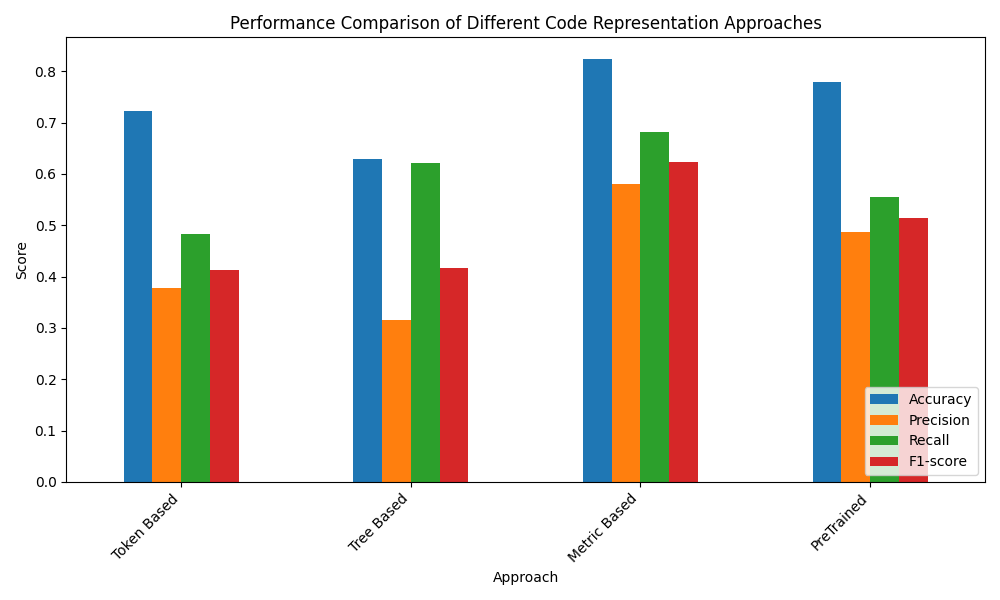 Performance Comparison of Different Code Representation Approaches
Score
0.8
0.7
0.6
0.5
0.4
0.3
0.2
0.1
0.0
Accuracy
Precision
Recall
F1-score
Token Based
Tree Based
Metric Based
PreTrained
Approach